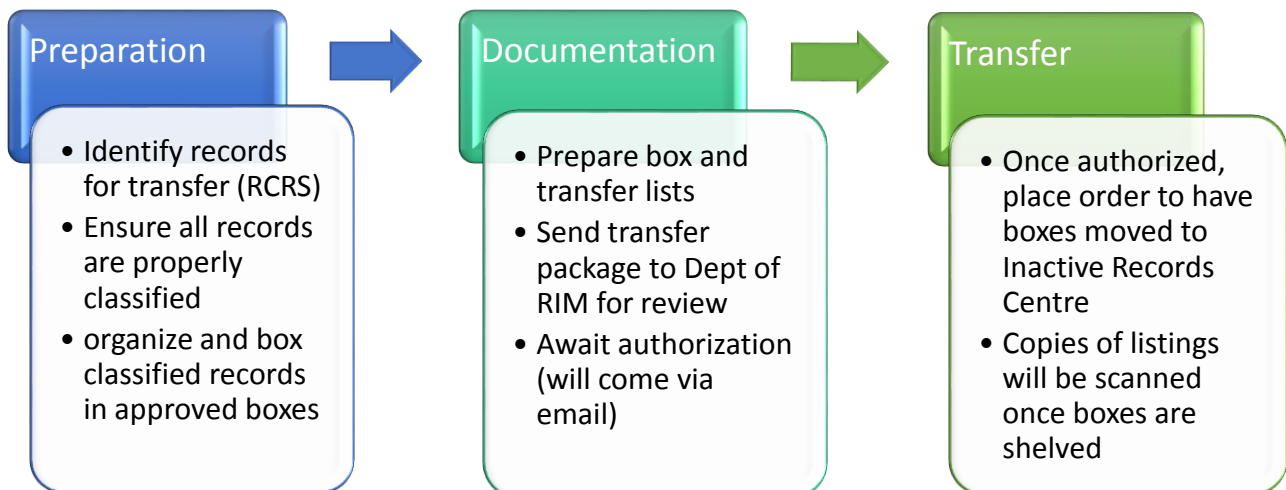 Preparation
• Identify records
for transfer (RCRS)
• Ensure all records
are properly
classified
• organize and box
classified records
in approved boxes
Documentation
• Prepare box and
transfer lists
• Send transfer
package to Dept of
RIM for review
• Await authorization
(will come via
email)
Transfer
• Once authorized,
place order to have
boxes moved to
Inactive Records
Centre
• Copies of listings
will be scanned
once boxes are
shelved